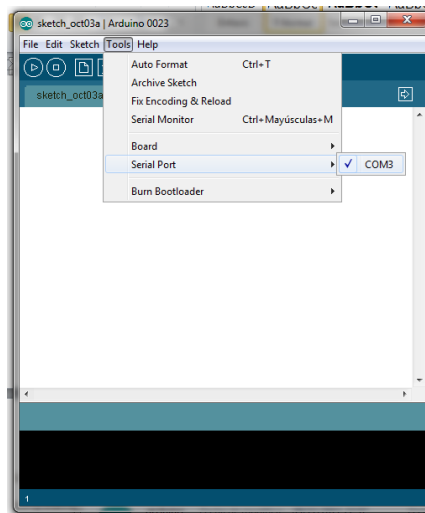 sketch_oct03a | Arduino 0023
File Edit Sketch Tools Help
sketch_oct03a
Auto Format Ctrl+T
Archive Sketch
Fix Encoding & Reload
Serial Monitor Ctrl+Mayúsculas+M
Board
Serial Port
COM3
Burn Bootloader
1